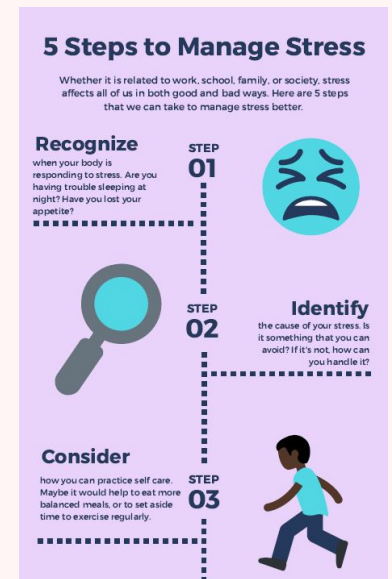 5 Steps to Manage Stress
Whether it is related to work, school, family, or society, stress
affects all of us in both good and bad ways. Here are 5 steps
that we can take to manage stress better.
Recognize
when your body is
responding to stress. Are you
having trouble sleeping at
night? Have you lost your
appetite?
STEP
01
STEP
02
Identify
the cause of your stress. Is
it something that you can
avoid? If it's not, how can
you handle it?
Consider
how you can practice self care.
Maybe it would help to eat more
balanced meals, or to set aside
time to exercise regularly.
STEP
03